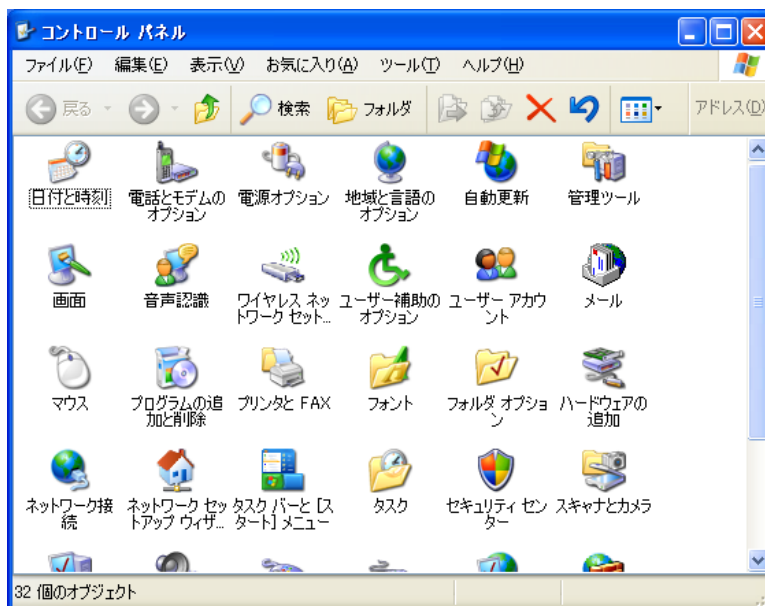 コントロール パネル
ファイル(F) 編集(E) 表示(V) お気に入り(A) ツール(T) ヘルプ(H)
戻る 検索 フォルダ アドレス(D)
日付と時刻
電話とモデムの
オプション
電源オプション
地域と言語の
オプション
自動更新
管理ツール
画面
音声認識
ワイヤレス ネッ
トワーク セット...
ユーザー補助の
オプション
ユーザー アカウ
ント
メール
マウス
プログラムの追
加と削除
プリンタと FAX
フォント
フォルダ オプショ
ン
ハードウェアの
追加
ネットワーク接
続
ネットワーク セッ
トアップ ウィザ...
タスク バーと [ス
タート] メニュー
タスク
セキュリティ セン
ター
スキャナとカメラ
32 個のオブジェクト